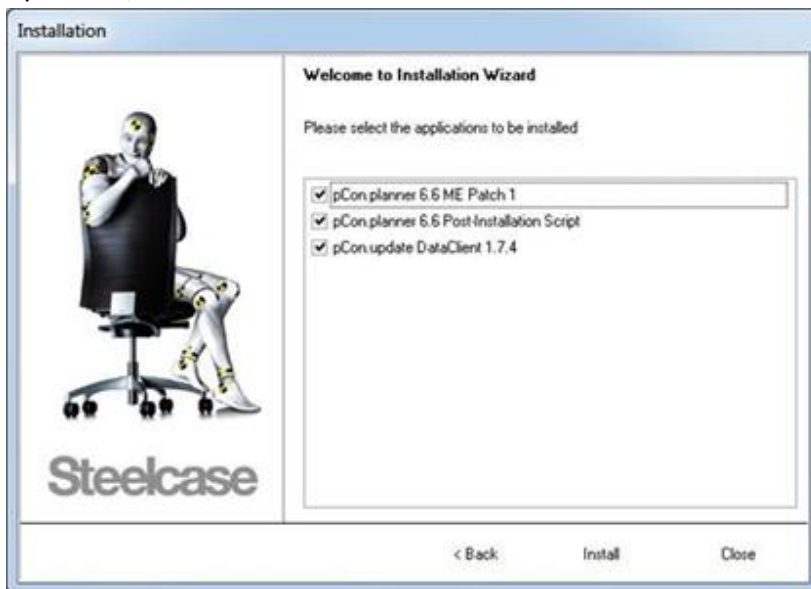 Installation
Welcome to Installation Wizard
Please select the applications to be installed
pCon.planner 6.6 ME Patch 1
pCon.planner 6.6 Post-Installation Script
pCon.update DataClient 1.7.4
Steelcase
< Back Install Close